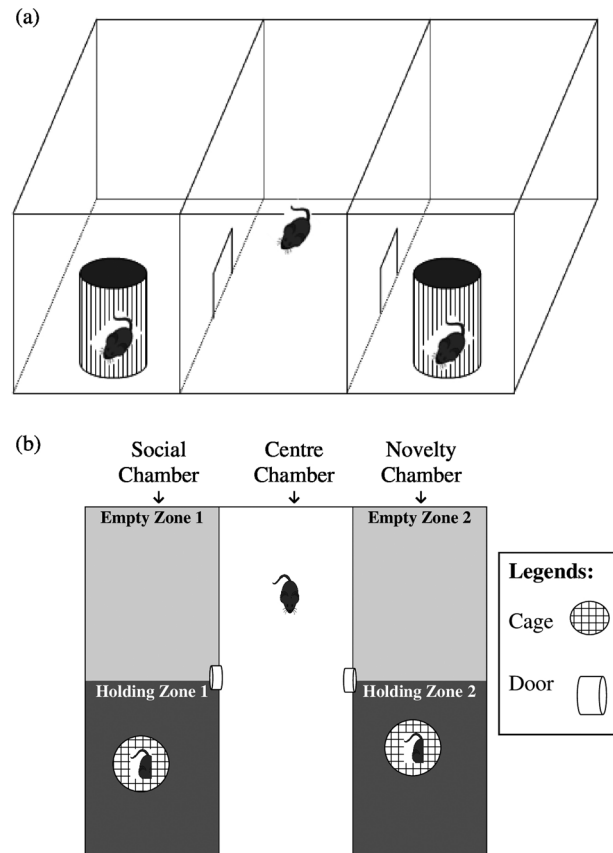 (a)
(b)
Social Chamber
Centre Chamber
Novelty Chamber
Empty Zone 1
Empty Zone 2
Holding Zone 1
Holding Zone 2
Legends:
Cage
Door